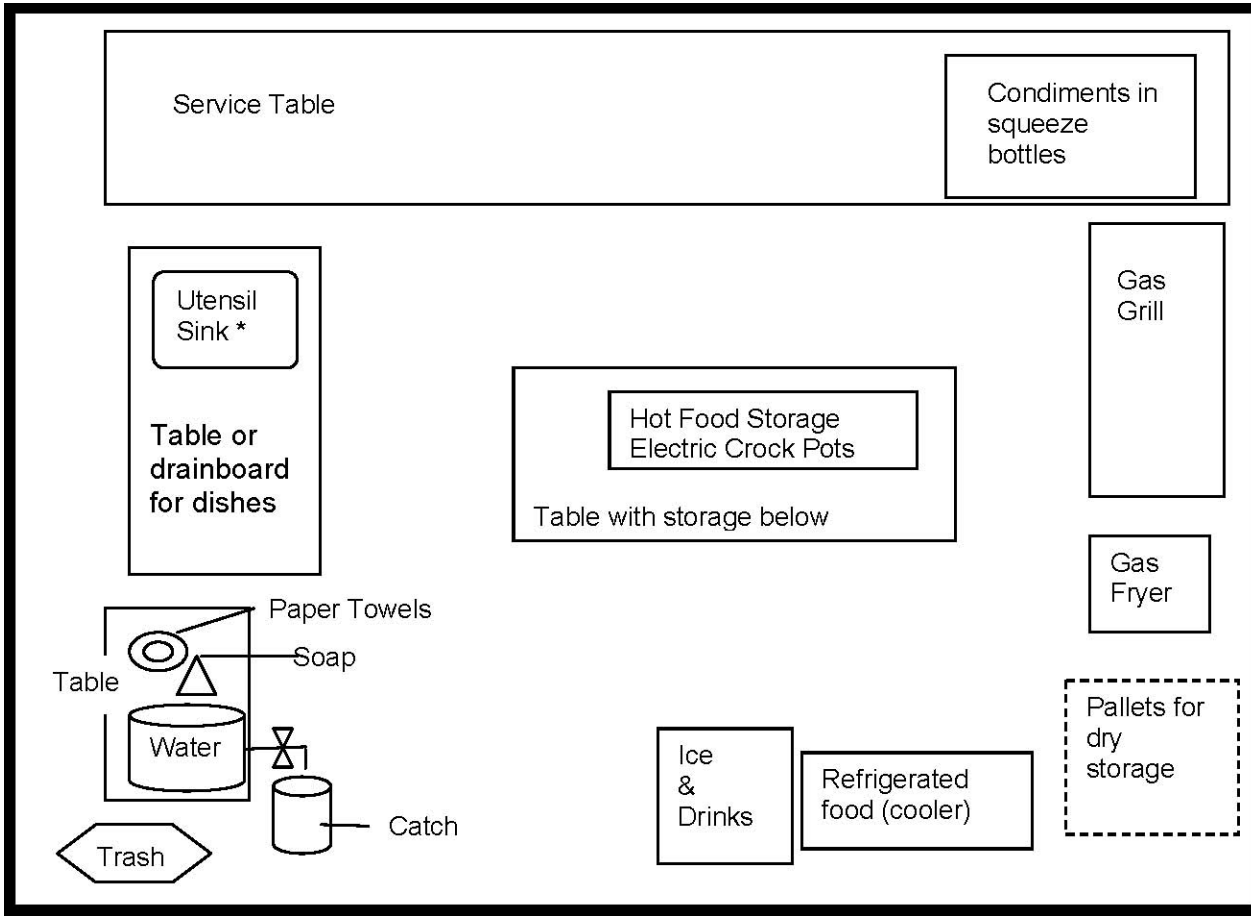 Service Table
Condiments in
squeeze
bottles
Utensil
Sink *
Gas
Grill
Hot Food Storage
Electric Crock Pots
Table or
drainboard
for dishes
Table with storage below
Gas
Fryer
Paper Towels
Soap
Table
Water
Pallets for
dry
storage
Ice
&
Drinks
Refrigerated
food (cooler)
Catch
Trash